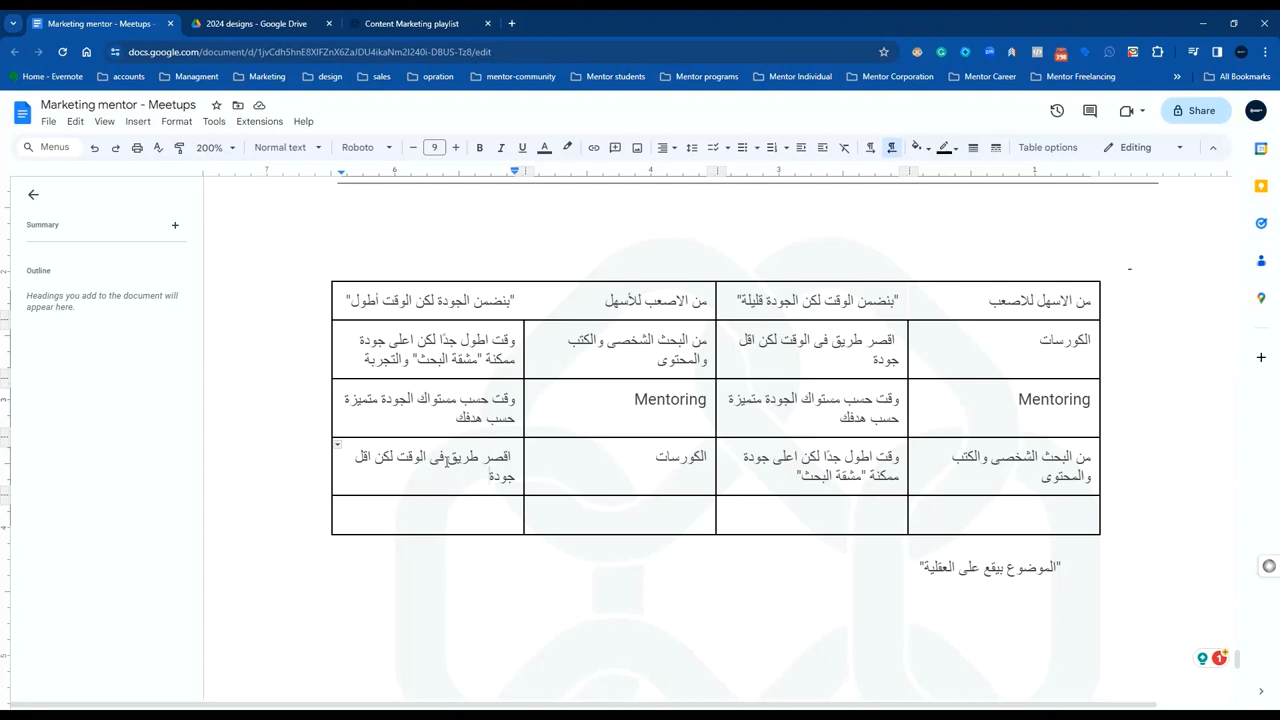 Marketing mentor - Meetups -
2024 designs - Google Drive
Content Marketing playlist
docs.google.com/document/d/1jvCdh5hnE8XIFZnX6ZaJDU4ikaNm2I240i-DBUS-Tz8/edit
Home - Evernote accounts Managment Marketing design sales opration mentor-community Mentor students Mentor programs Mentor Individual Mentor Corporation Mentor Career Mentor Freelancing All Bookmarks
Marketing mentor - Meetups
Share
File Edit View Insert Format Tools Extensions Help
Menus 200% Normal text Roboto 9 Table options Editing
7 6 4 3 1
Summary
Outline
Headings you add to the document will
appear here.
من الاسهل للاصعب
"بنضمن الوقت لكن الجودة قليلة"
من الاصعب للأسهل
"بنضمن الجودة لكن الوقت أطول"
الكورسات
اقصر طريق فى الوقت لكن اقل
جودة
من البحث الشخصى والكتب
والمحتوى
وقت اطول جدًا لكن اعلى جودة
ممكنة "مشقة البحث" والتجربة
Mentoring
وقت حسب مستواك الجودة متميزة
حسب هدفك
Mentoring
وقت حسب مستواك الجودة متميزة
حسب هدفك
من البحث الشخصى والكتب
والمحتوى
وقت اطول جدًا لكن اعلى جودة
ممكنة "مشقة البحث"
الكورسات
اقصر طريق فى الوقت لكن اقل
جودة
"الموضوع بيقع على العقلية"